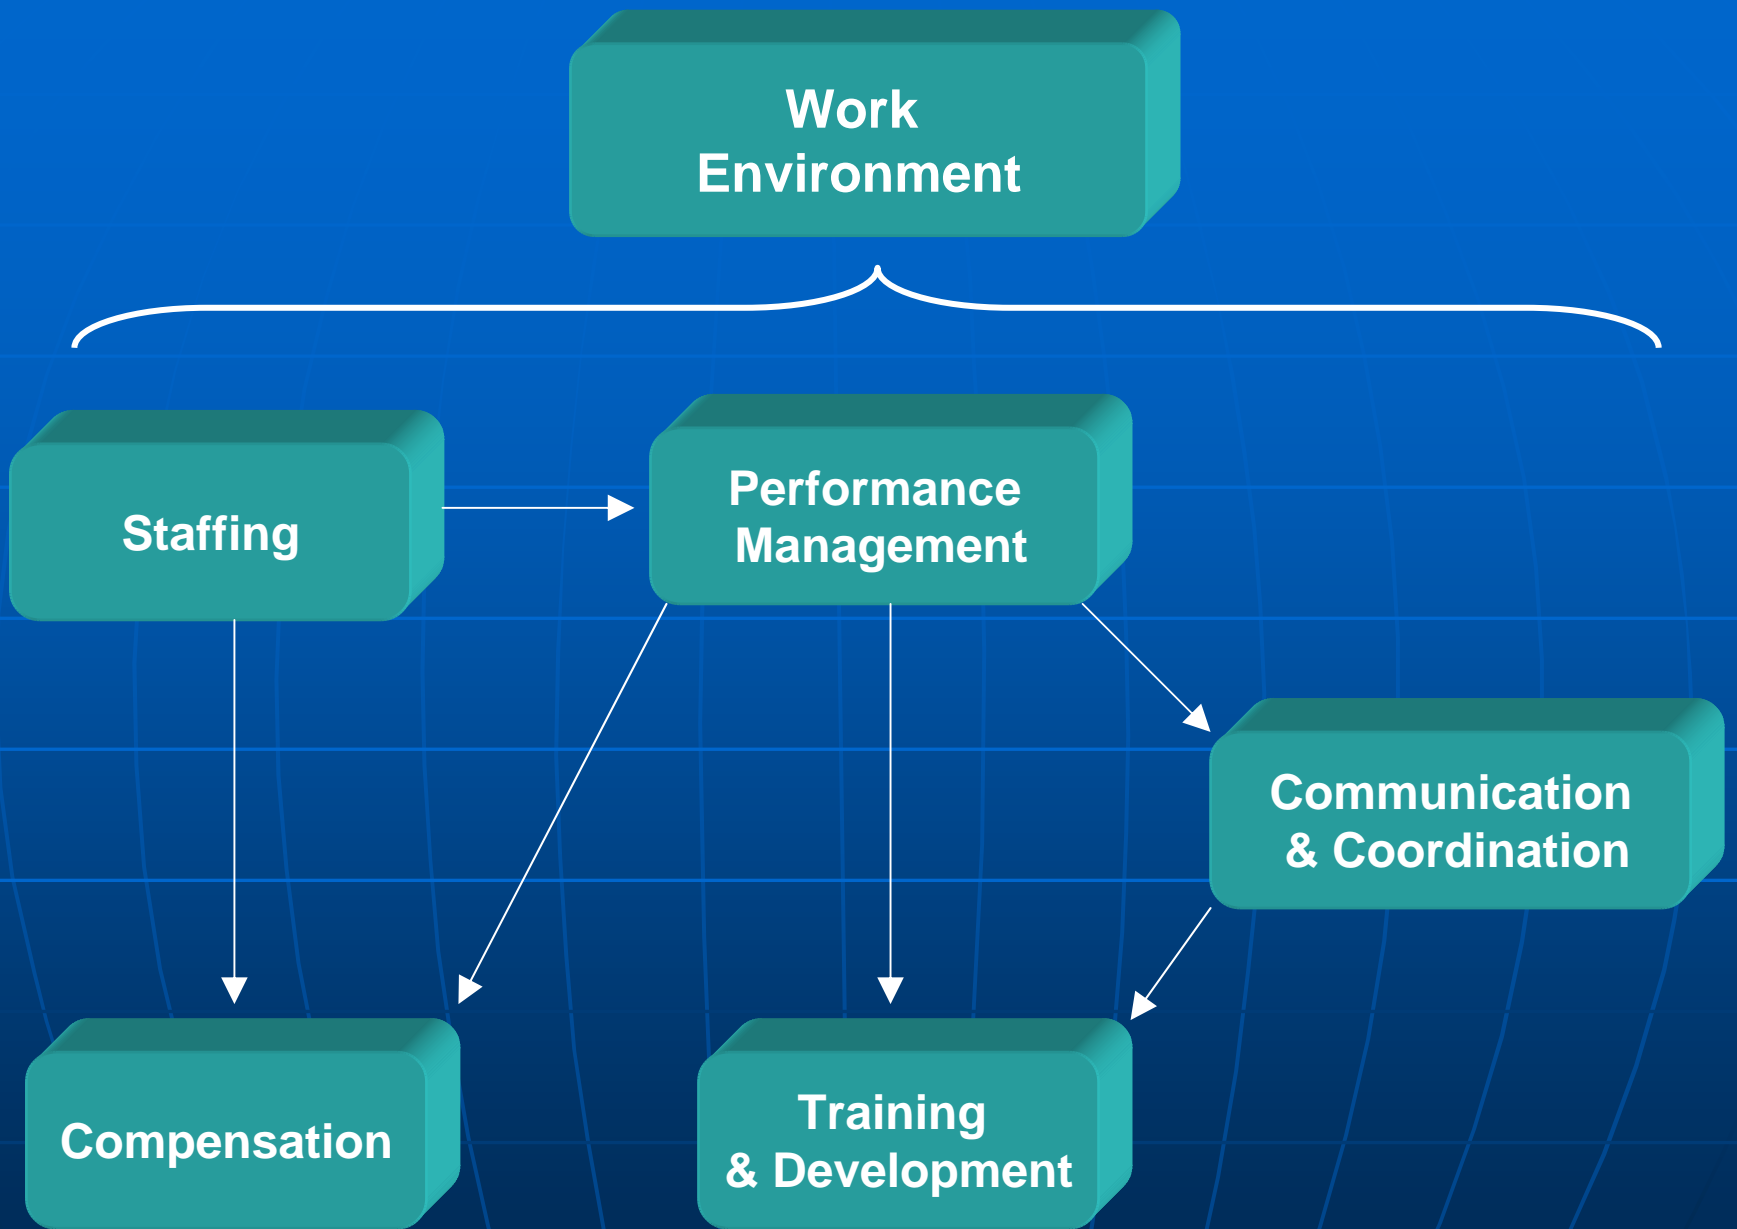 Work
Environment
Staffing
Performance
Management
Communication
& Coordination
Compensation
Training
& Development